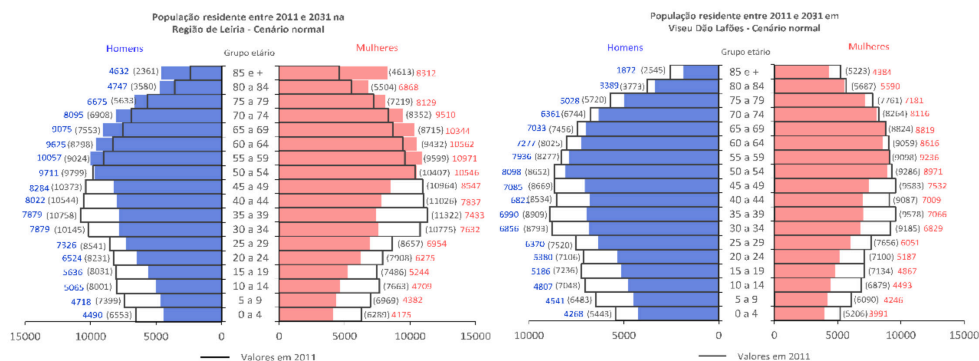 População residente entre 2011 e 2031 na
Região de Leiria - Cenário normal
Homens
Grupo etário
Mulheres
4632 (2361) 85 e + (4613) 8312
4747 (3580) 80 a 84 (5504) 6868
6675 (5633 75 a 79 (7219) 8129
8095 (6908) 70 a 74 (8352) 9510
9075 (7553) 65 a 69 (8715) 10344
9675 (8798) 60 a 64 (9432) 10562
10057 (9024) 55 a 59 (9599) 10971
9711 (9799) 50 a 54 (10407) 10546
8284 (10373) 45 a 49 (10964) 8547
8022 (10544) 40 a 44 (11026) 7837
7879 (10758) 35 a 39 (11322) 7433
7879 (10145) 30 a 34 (10775) 7632
7326 (8541) 25 a 29 (8657) 6954
6524 (8231) 20 a 24 (7908) 6275
5636 (8031) 15 a 19 (7486) 5244
5065 (8001) 10 a 14 (7663) 4709
4718 (7399) 5 a 9 (6969) 4382
4490 (6553) 0 a 4 (6289) 4175
15000 10000 5000 0 0 5000 10000 15000
Valores em 2011
População residente entre 2011 e 2031 em
Viseu Dão Lafões - Cenário normal
Homens
Grupo etário
Mulheres
1872 (2545) 85 e + (5223) 4384
3389 (3773) 80 a 84 (5687) 5590
5028 (5720) 75 a 79 (7761) 7181
6361 (6744) 70 a 74 (8264) 8116
7033 (7456) 65 a 69 (8824) 8819
7277 (8025) 60 a 64 (9059) 8616
7936 (8277) 55 a 59 (9098) 9236
8098 (8652) 50 a 54 (9286) 8971
7085 (8669) 45 a 49 (9583) 7532
(8534) 40 a 44 (9087) 7009
6990 (8909) 35 a 39 (9578) 7066
6856 (8793) 30 a 34 (9185) 6829
6370 (7520) 25 a 29 (7656) 6051
(7106) 20 a 24 (7100) 5187
5186 (7236) 15 a 19 (7134) 4867
4807 (7048) 10 a 14 (6879) 4493
4541 (6483) 5 a 9 (6090) 4246
4268 (5443) 0 a 4 (5206) 3991
10000 5000 0 0 5000 10000 15000
Valores em 2011